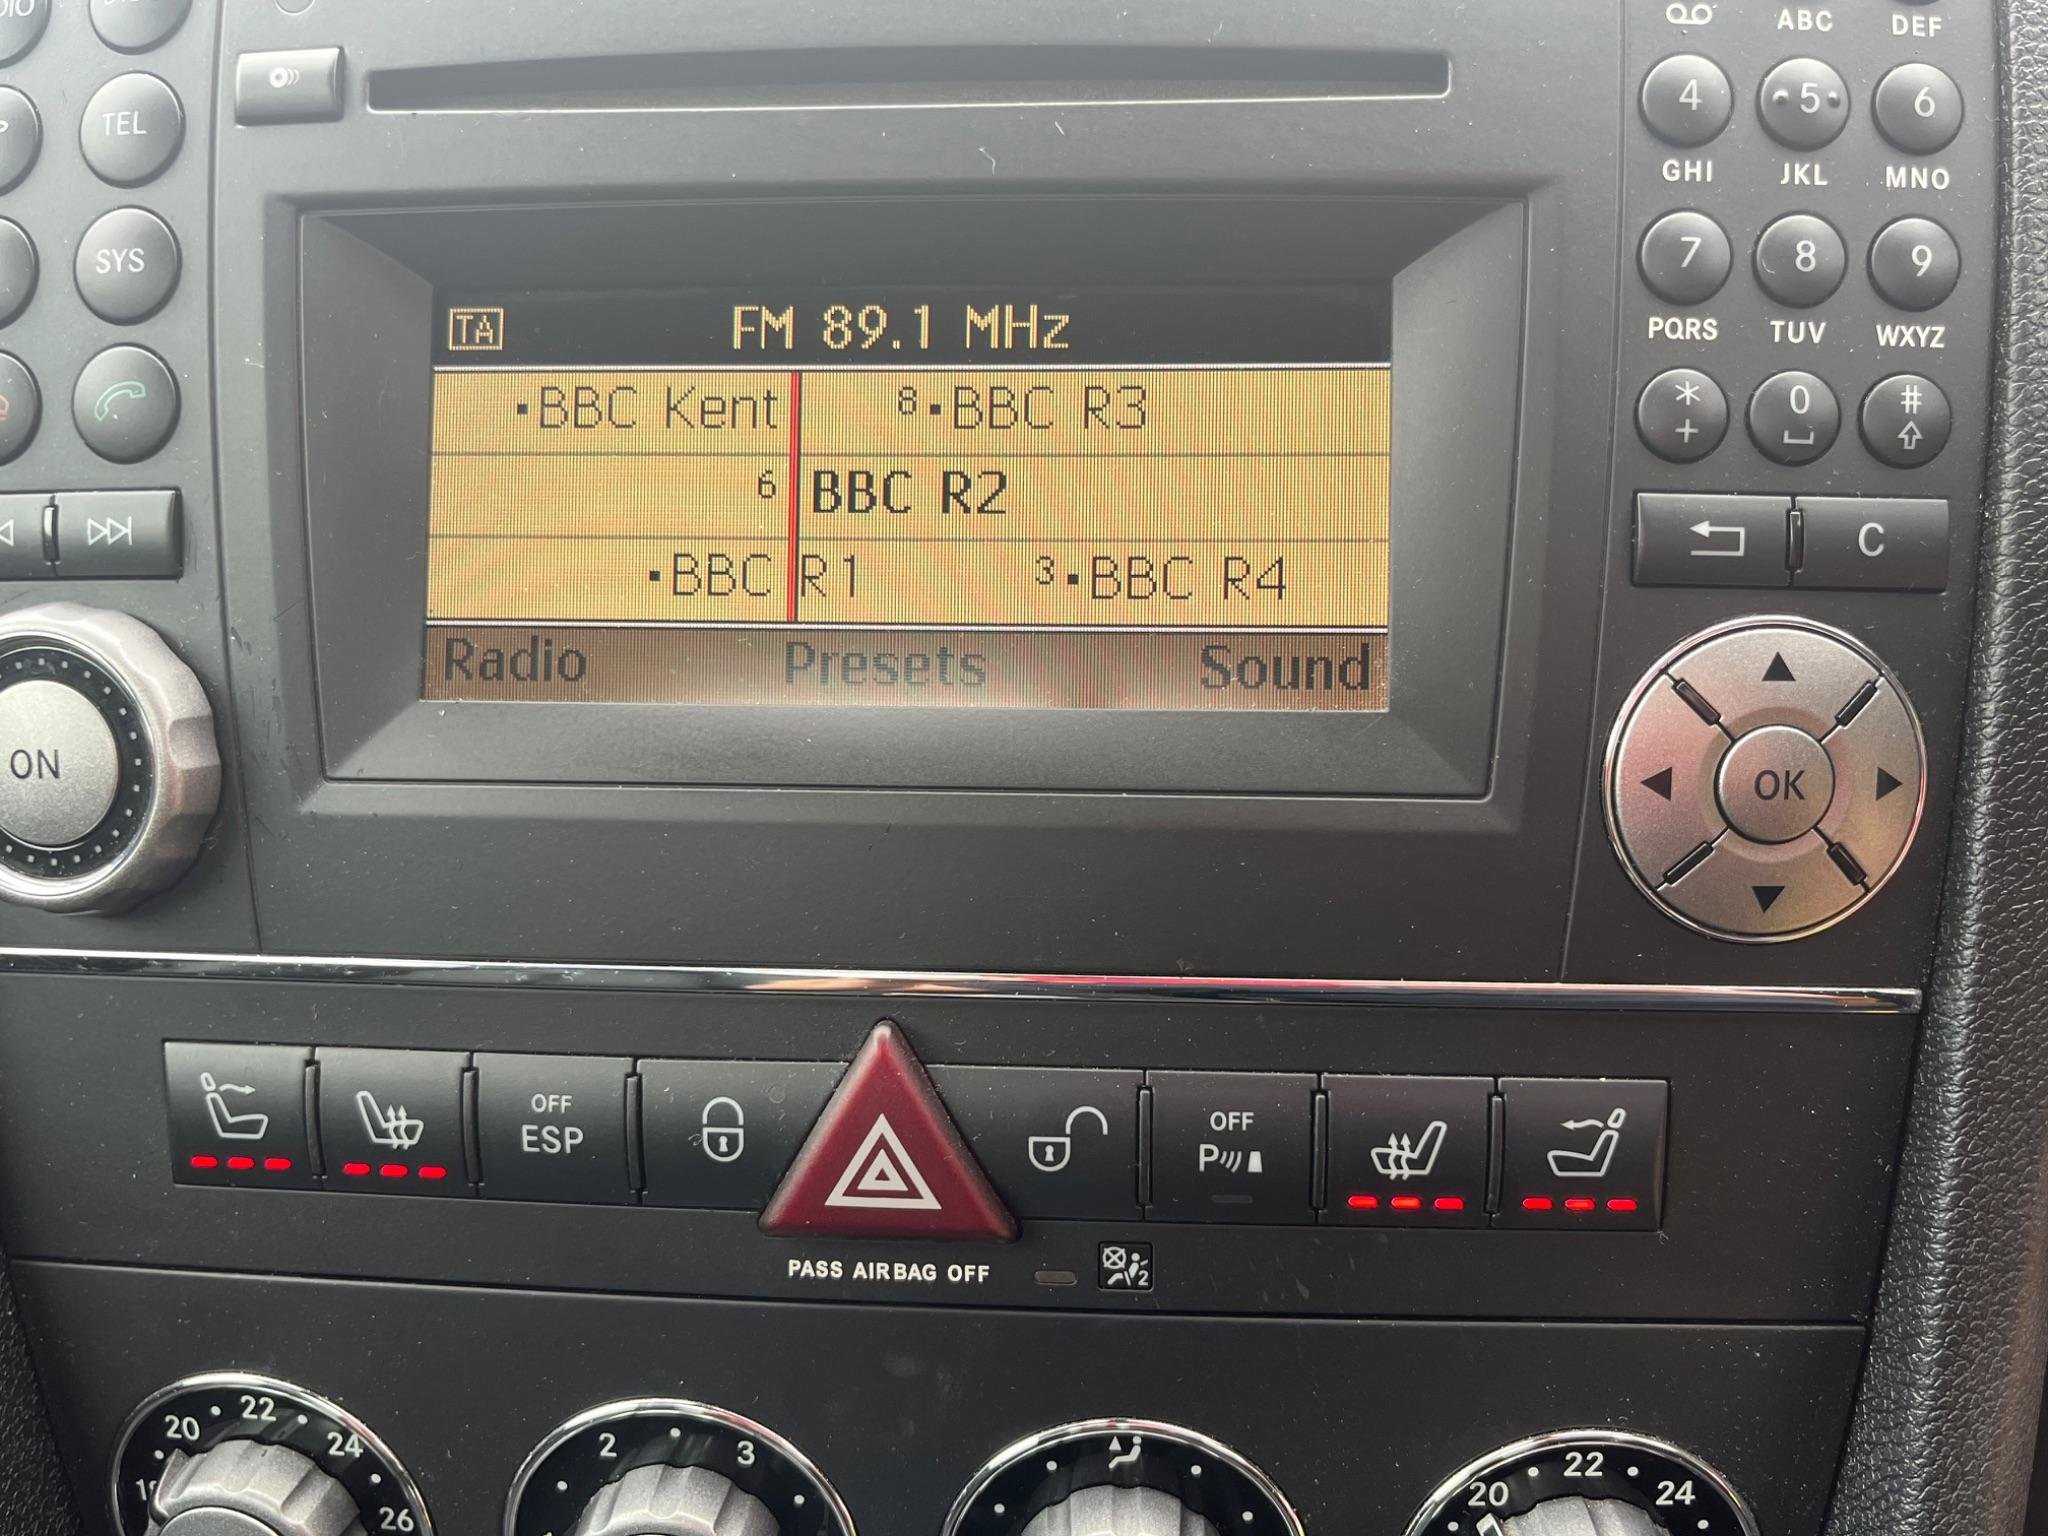 ABC
DEF
TEL
4
5
6
GHI
JKL
MNO
SYS
7
8
9
PQRS
TUV
WXYZ
TA
FM 89.1 MHz
* +
0
#
BBC Kent
8 BBC R3
6 BBC R2
BBC R1
3 BBC R4
C
Radio
Presets
Sound
ON
OK
OFF
ESP
OFF
P
PASS AIRBAG OFF
2
20
22
24
26
2
3
20
22
24